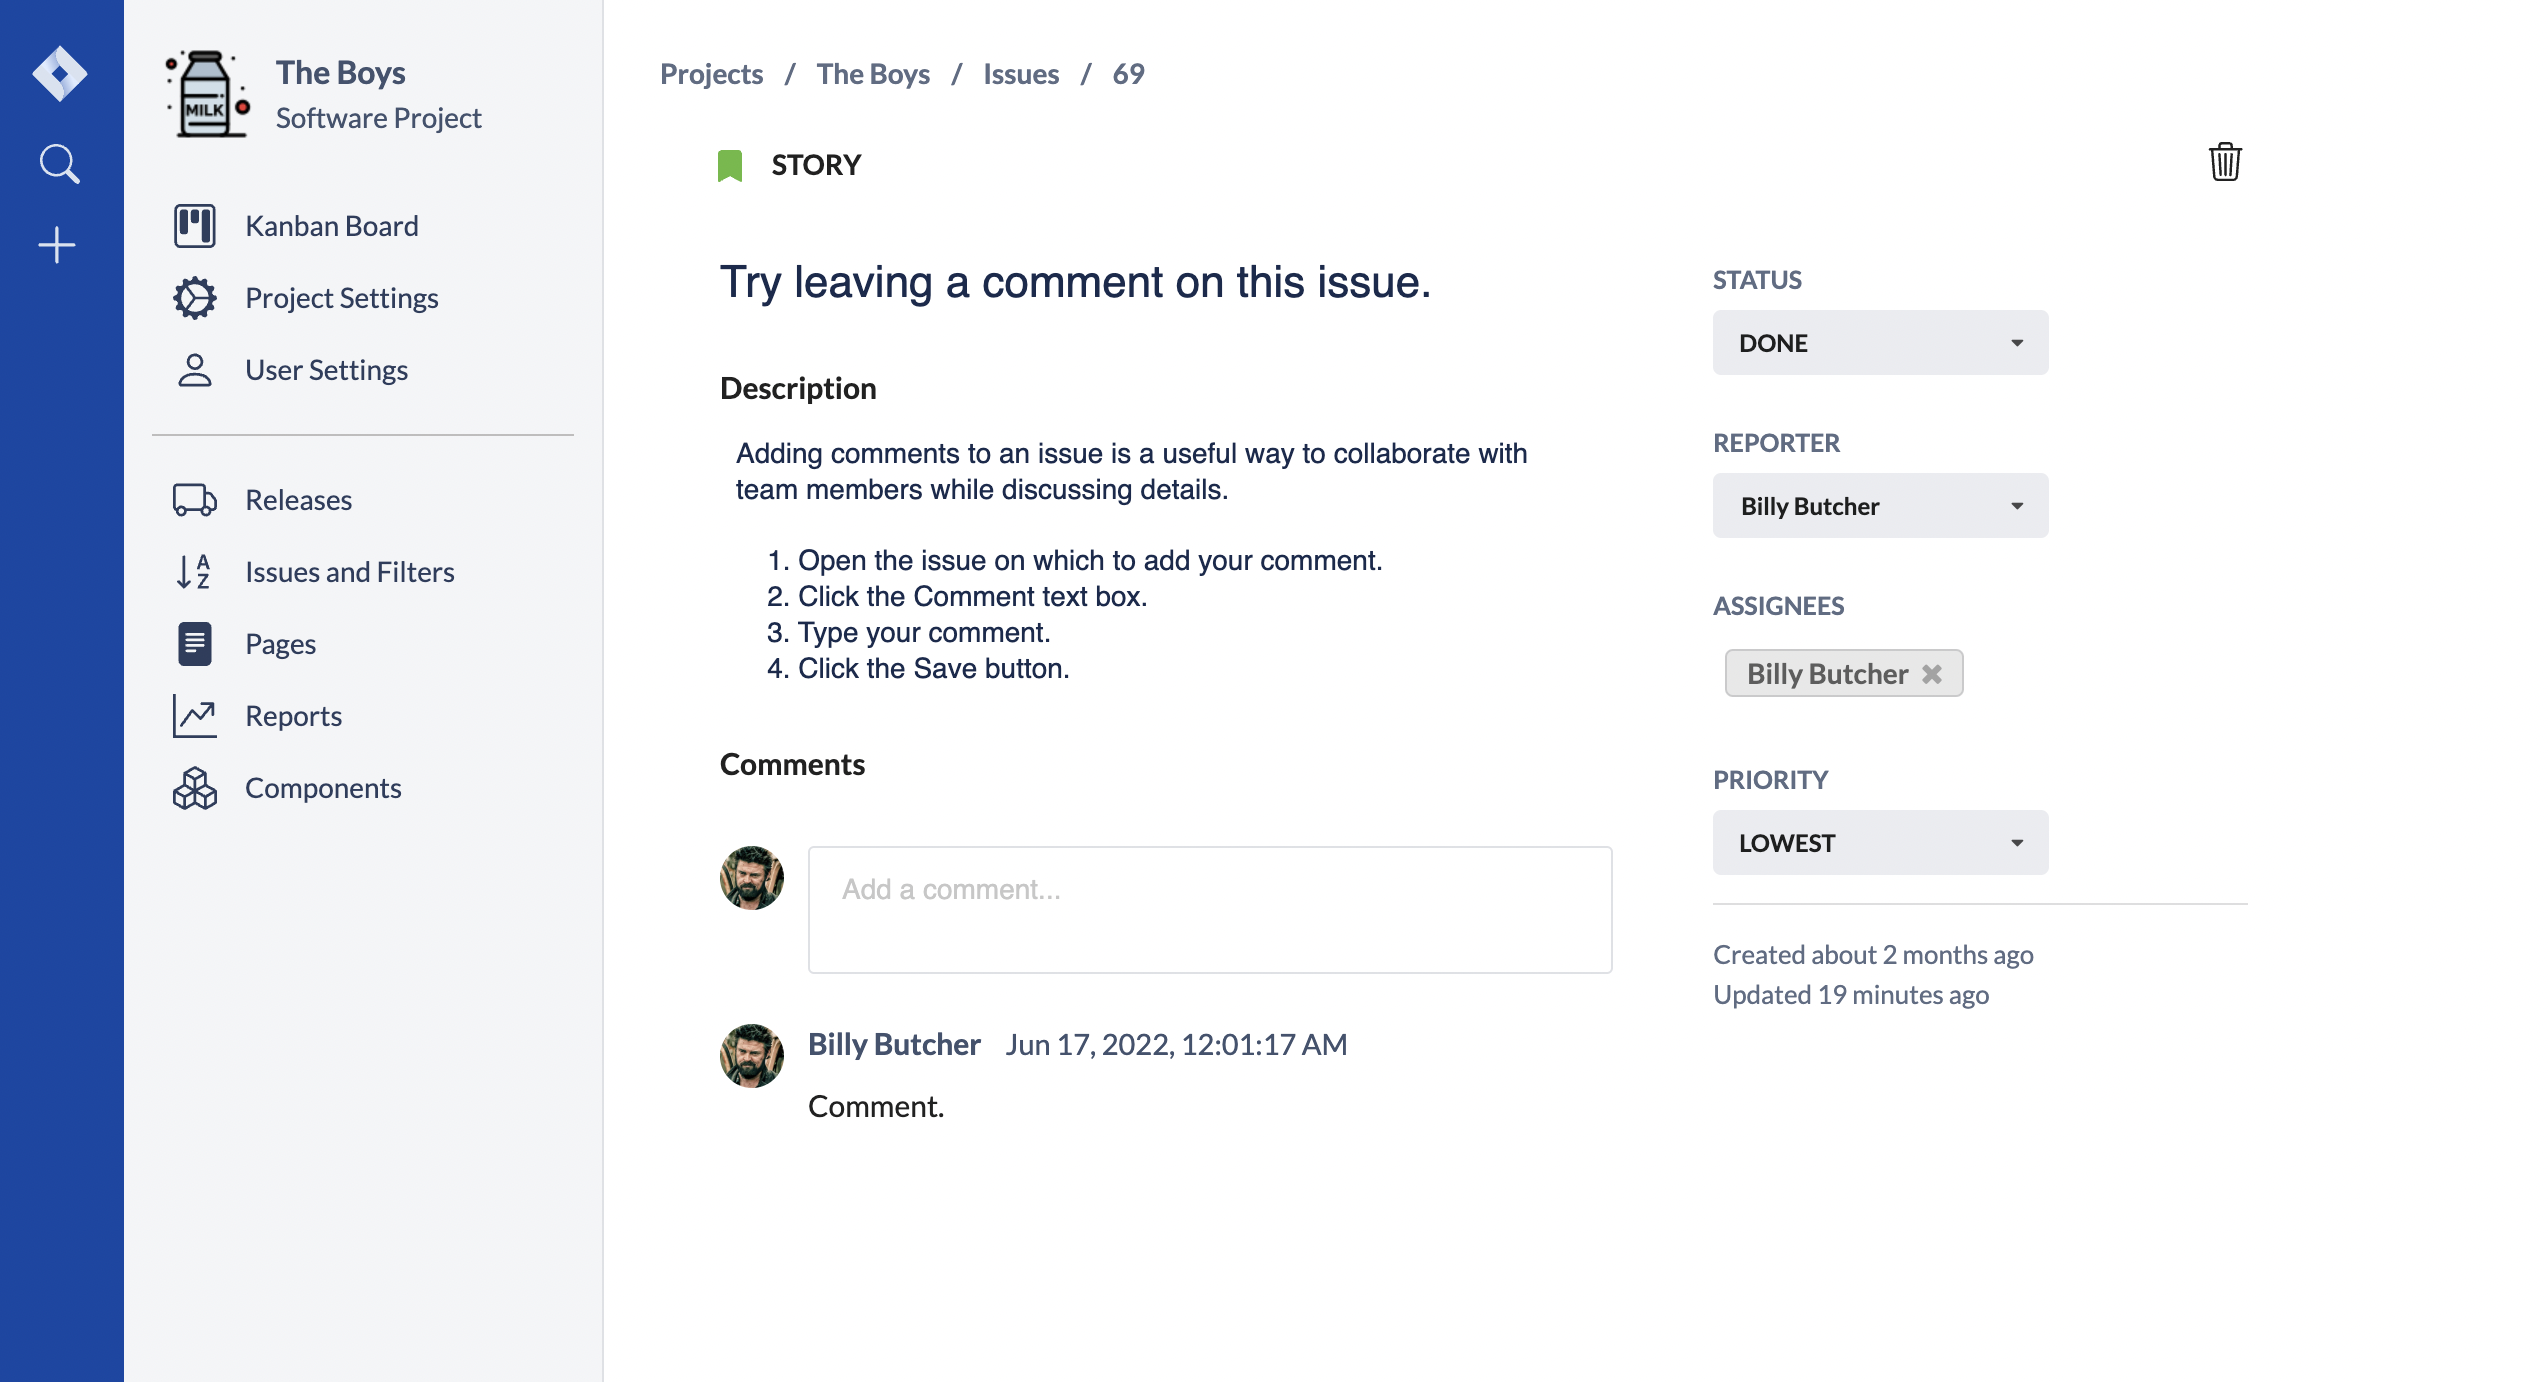 The Boys
Software Project
MILK
Kanban Board
Project Settings
User Settings
Releases
A
Z
Issues and Filters
Pages
Reports
Components
Projects / The Boys / Issues / 69
STORY
Try leaving a comment on this issue.
Description
Adding comments to an issue is a useful way to collaborate with
team members while discussing details.
1. Open the issue on which to add your comment.
2. Click the Comment text box.
3. Type your comment.
4. Click the Save button.
Comments
Add a comment...
Billy Butcher Jun 17, 2022, 12:01:17 AM
Comment.
STATUS
DONE
REPORTER
Billy Butcher
ASSIGNEES
Billy Butcher
PRIORITY
LOWEST
Created about 2 months ago
Updated 19 minutes ago